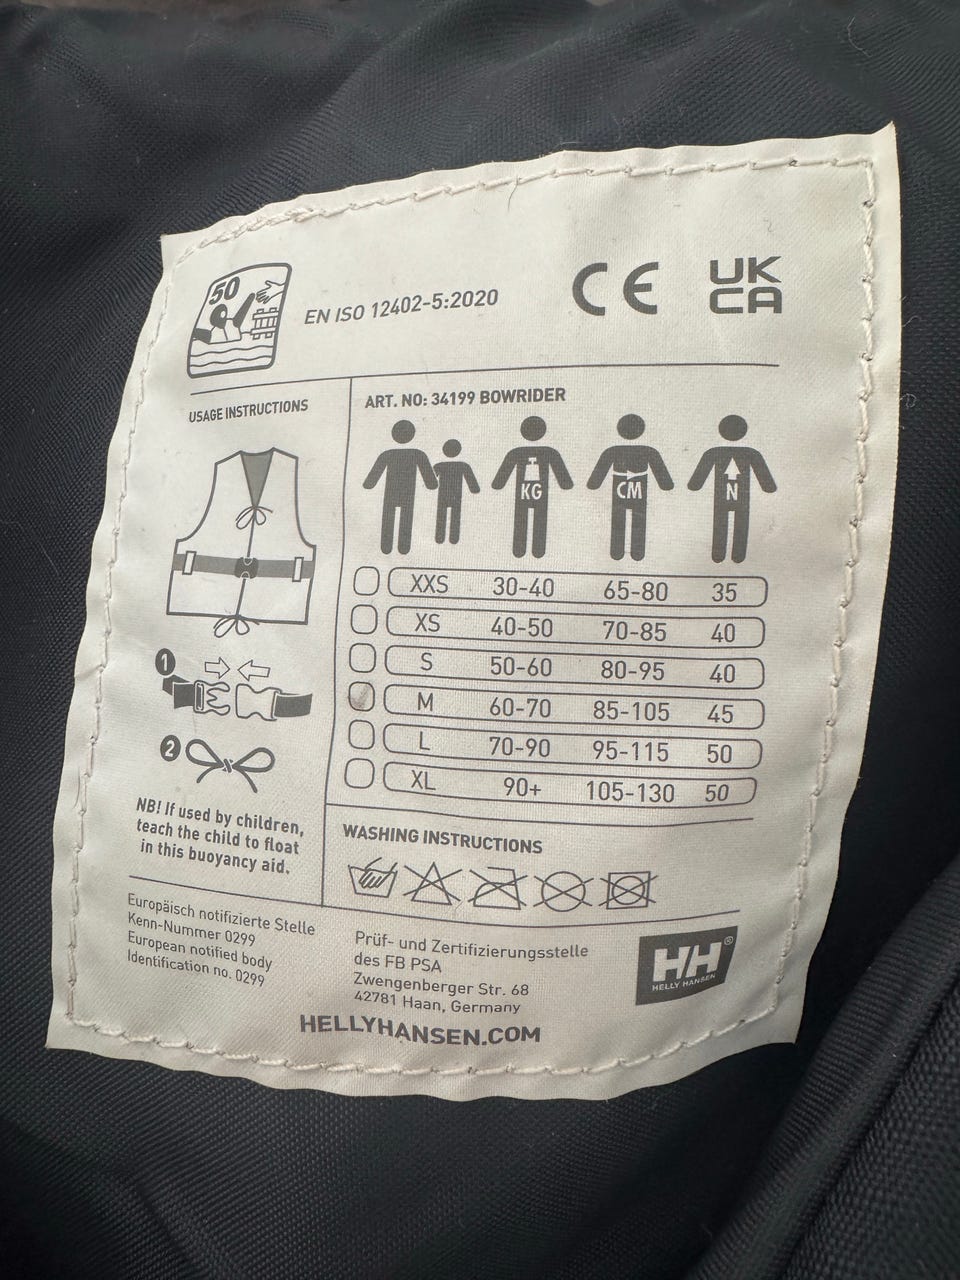 50
EN ISO 12402-5:2020
CE
UK
CA
USAGE INSTRUCTIONS
1
2
NB! If used by children,
teach the child to float
in this buoyancy aid.
ART. NO: 34199 BOWRIDER
KG CM N
XXS 30-40 65-80 35
XS 40-50 70-85 40
S 50-60 80-95 40
M 60-70 85-105 45
L 70-90 95-115 50
XL 90+ 105-130 50
WASHING INSTRUCTIONS
Europäisch notifizierte Stelle
Kenn-Nummer 0299
European notified body
Identification no. 0299
Prüf- und Zertifizierungsstelle
des FB PSA
Zwengenberger Str. 68
42781 Haan, Germany
HH®
HELLY HANSEN
HELLYHANSEN.COM